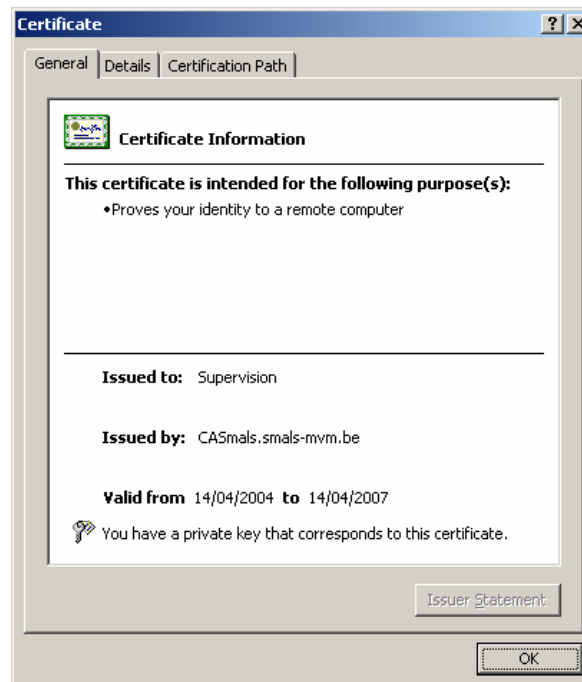 Certificate
General Details Certification Path
Certificate Information
This certificate is intended for the following purpose(s):
•Proves your identity to a remote computer
Issued to: Supervision
Issued by: CASmals.smals-mvm.be
Valid from 14/04/2004 to 14/04/2007
You have a private key that corresponds to this certificate.
Issuer Statement
OK